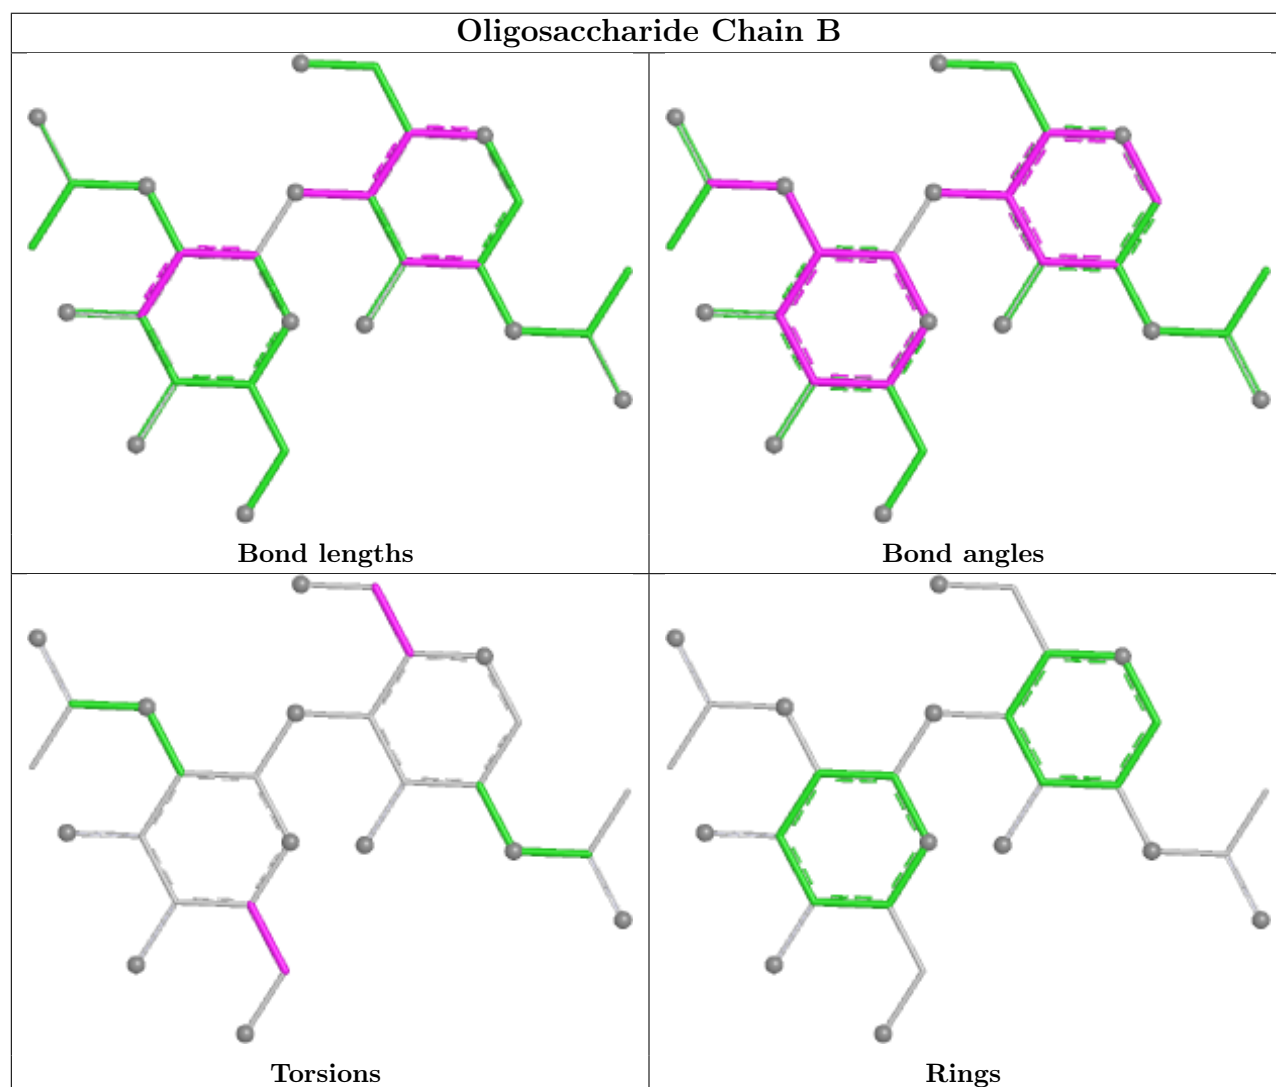 Oligosaccharide Chain B
Bond lengths
Bond angles
Torsions
Rings